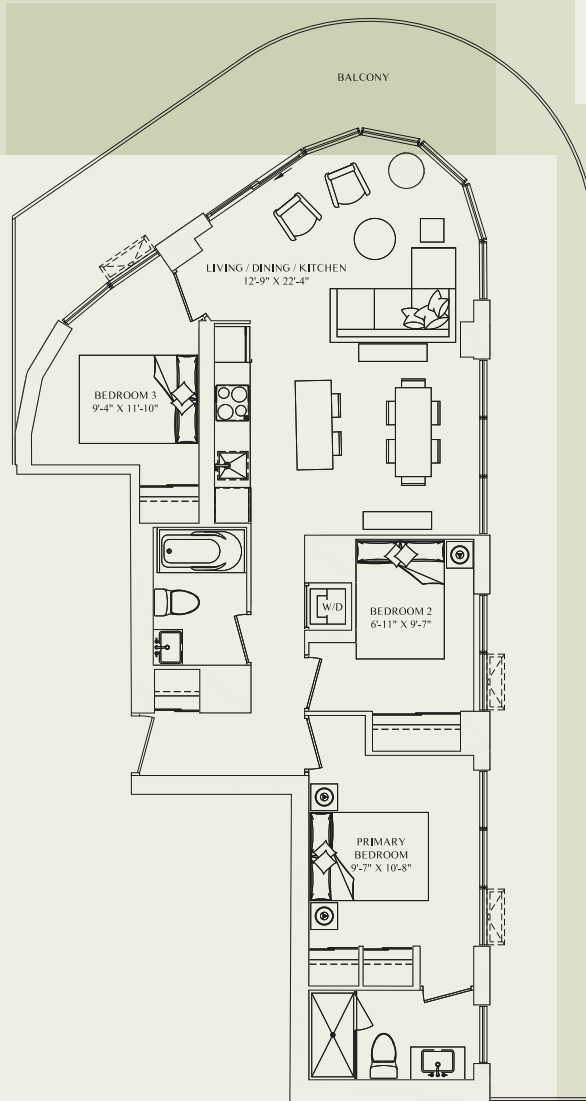 BALCONY
LIVING / DINING / KITCHEN
12'-9" X 22'-4"
BEDROOM 3
9'-4" X 11'-10"
W/D
BEDROOM 2
6'-11" X 9'-7"
PRIMARY
BEDROOM
9'-7" X 10'-8"